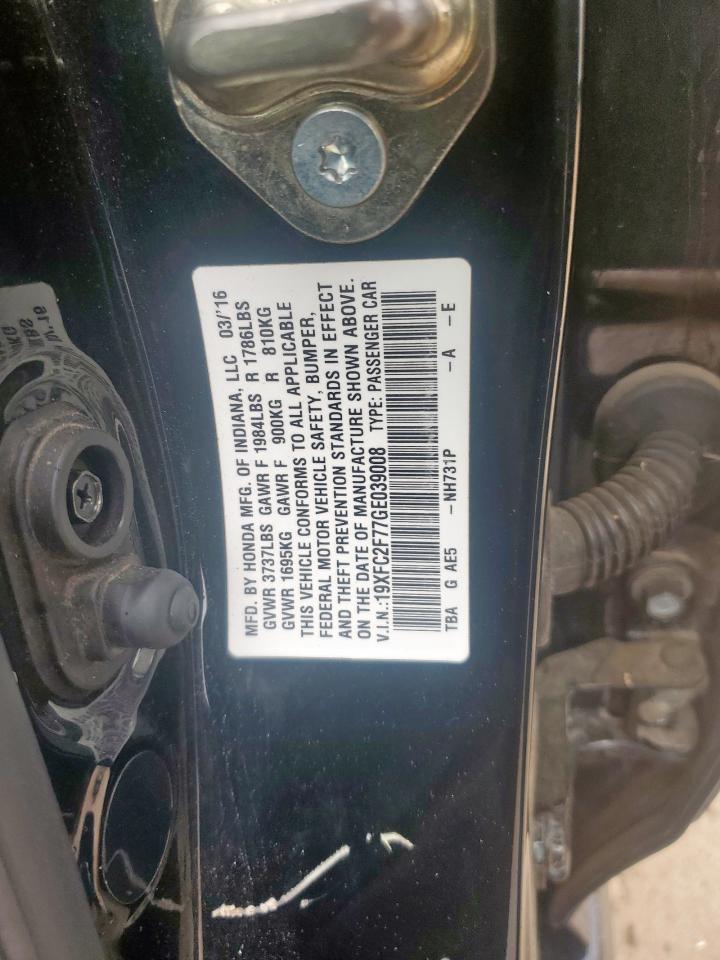 MFD. BY HONDA MFG. OF INDIANA, LLC 03/'16
GVWR 3737LBS GAWR F 1984LBS R 1786LBS
GVWR 1695KG GAWR F 900KG R 810KG
THIS VEHICLE CONFORMS TO ALL APPLICABLE
FEDERAL MOTOR VEHICLE SAFETY, BUMPER,
AND THEFT PREVENTION STANDARDS IN EFFECT
ON THE DATE OF MANUFACTURE SHOWN ABOVE.
V.I.N.:19XFC2F77GE039008 TYPE: PASSENGER CAR
TBA G AE5 -NH731P -A -E